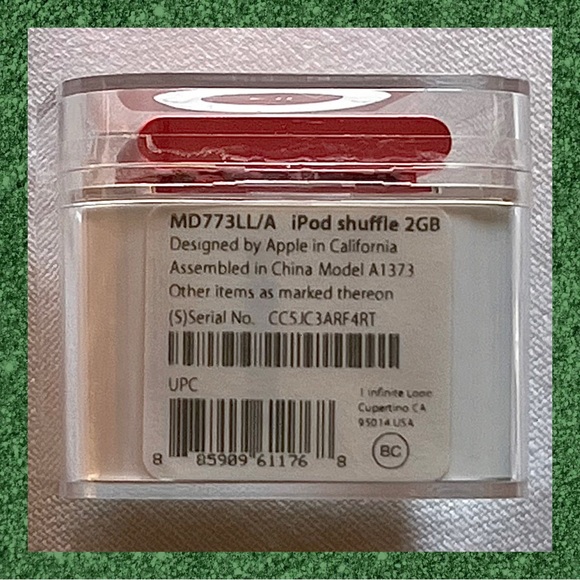 MD773LL/A iPod shuffle 2GB
Designed by Apple in California
Assembled in China Model A1373
Other items as marked thereon
(S)Serial No. CC5JC3ARF4RT
UPC
1 Infinite Loop
Cupertino CA
95014 USA
BC
8 85909 61176 8